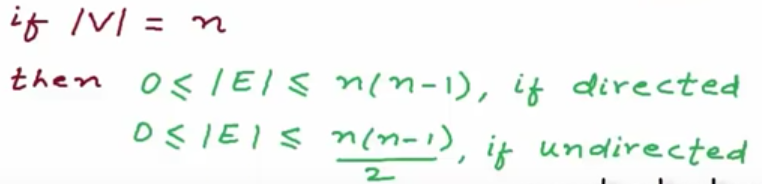 if |V| = n
then 0 ≤ |E| ≤ n(n-1), if directed
0 ≤ |E| ≤ n(n-1)/2, if undirected